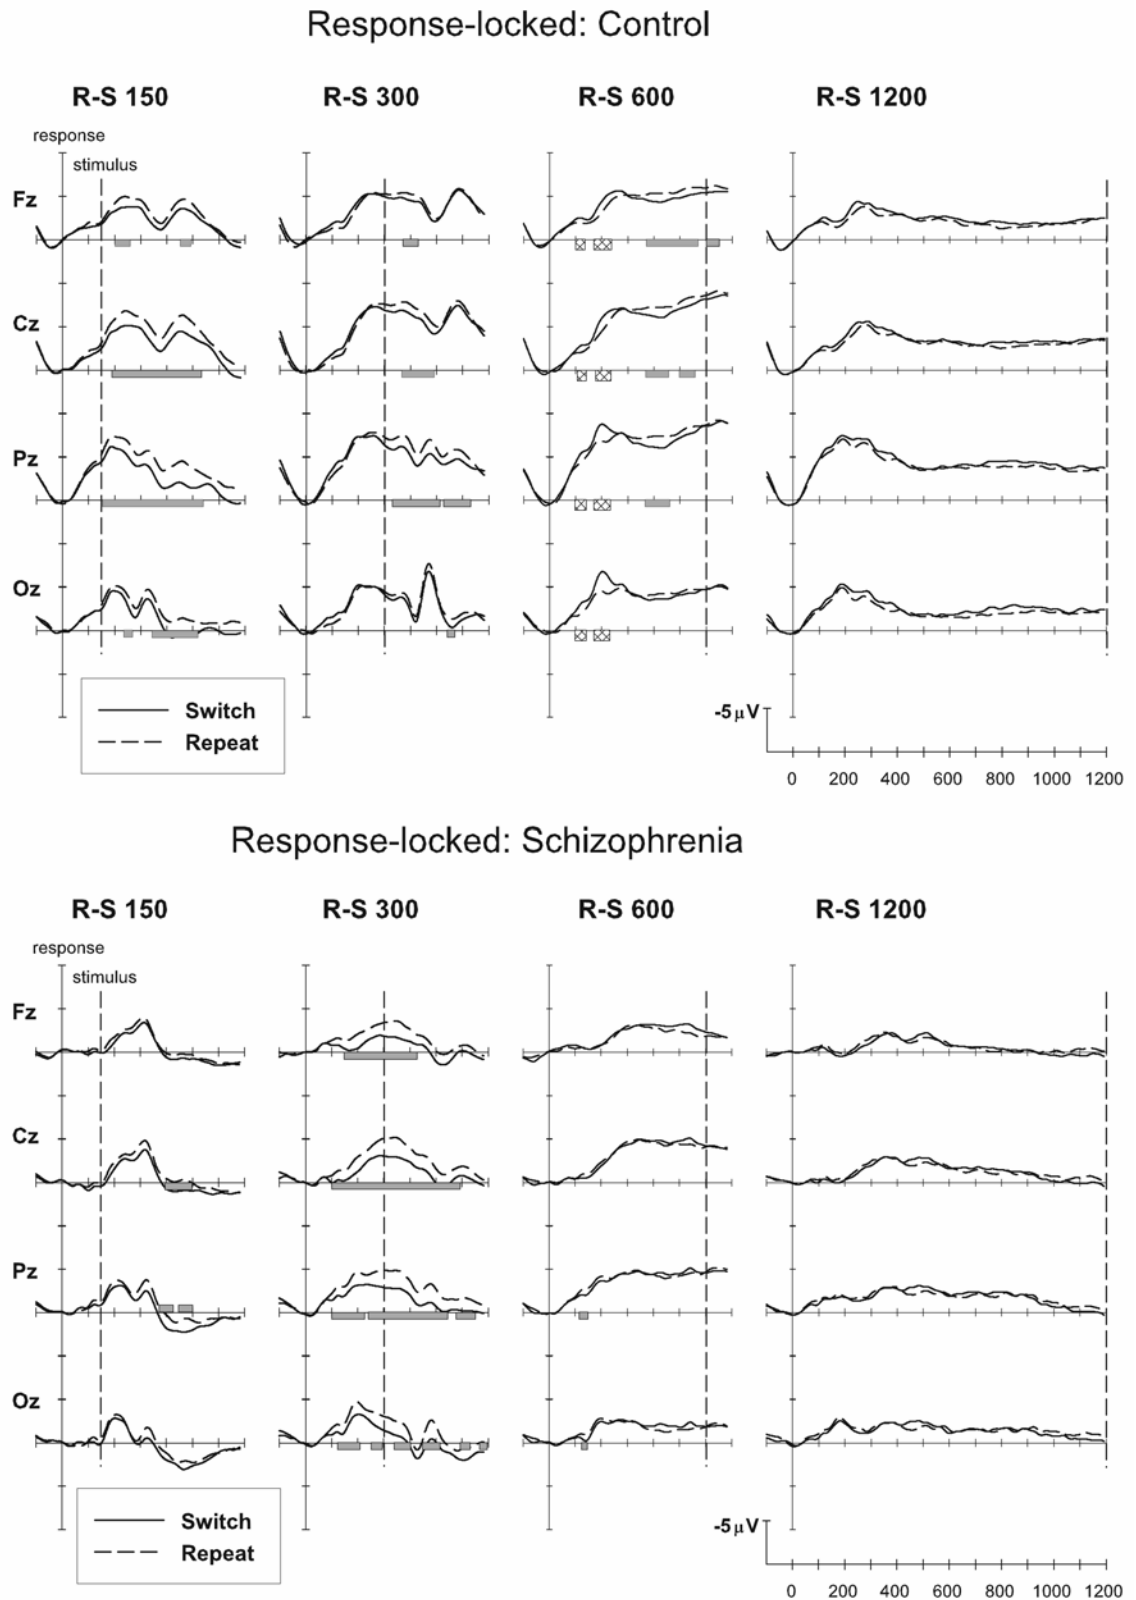 Response-locked: Control
R-S 150 R-S 300 R-S 600 R-S 1200
response
stimulus
Fz
Cz
Pz
Oz
Switch
Repeat
-5 μV
0 200 400 600 800 1000 1200
Response-locked: Schizophrenia
R-S 150 R-S 300 R-S 600 R-S 1200
response
stimulus
Fz
Cz
Pz
Oz
Switch
Repeat
-5 μV
0 200 400 600 800 1000 1200